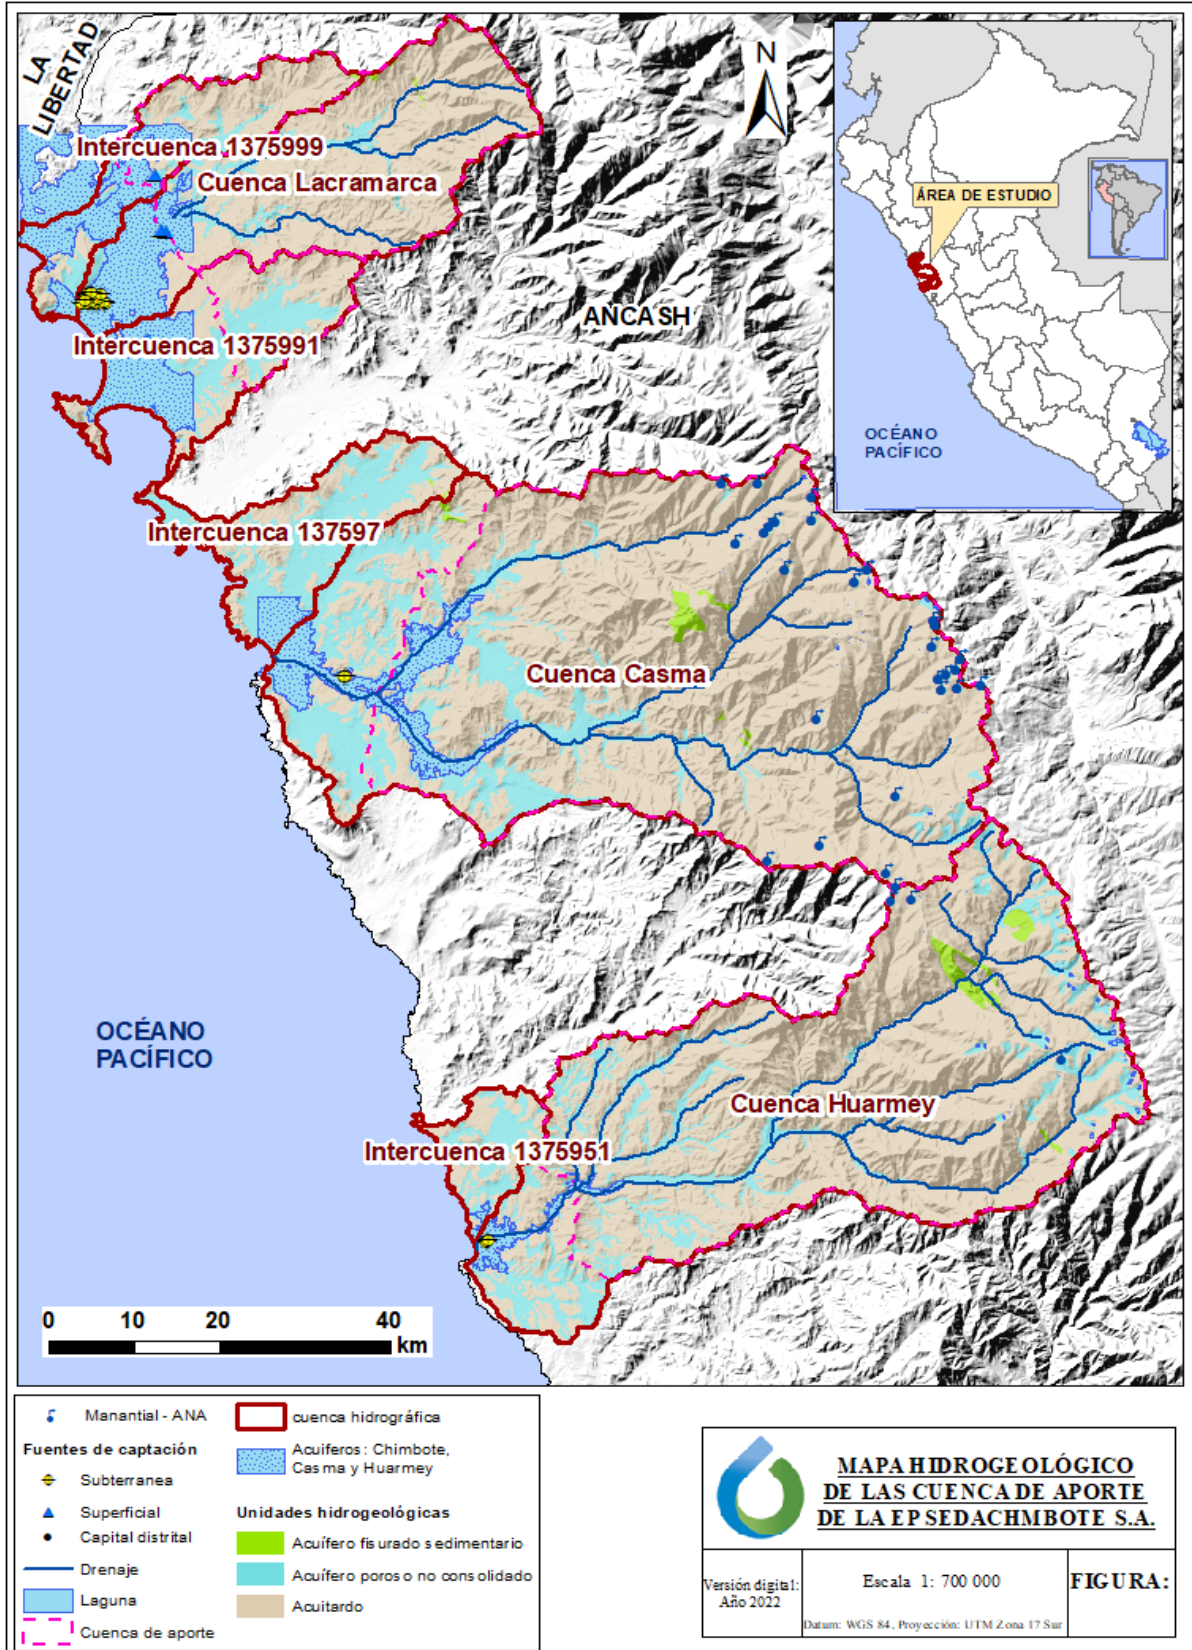 LA
LIBERTAD
N
Intercuenca 1375999
Cuenca Lacramarca
ÁREA DE ESTUDIO
ANCASH
Intercuenca 1375991
OCÉANO
PACÍFICO
Intercuenca 137597
Cuenca Casma
OCÉANO
PACÍFICO
Cuenca Huarmey
Intercuenca 1375951
0 10 20 40
km
Manantial - ANA
Fuentes de captación
Subterranea
Superficial
Capital distrital
Drenaje
Laguna
Cuenca de aporte
cuenca hidrográfica
Acuiferos: Chimbote,
Casma y Huarmey
Unidades hidrogeológicas
Acuífero fisurado sedimentario
Acuífero poroso no consolidado
Acuitardo
MAPA HIDROGEOLÓGICO
DE LAS CUENCA DE APORTE
DE LA EP SEDACHMBOTE S.A.
Versión digital:
Año 2022
Escala 1: 700 000
Datum: WGS 84, Proyección: UTM Zona 17 Sur
FIGURA: